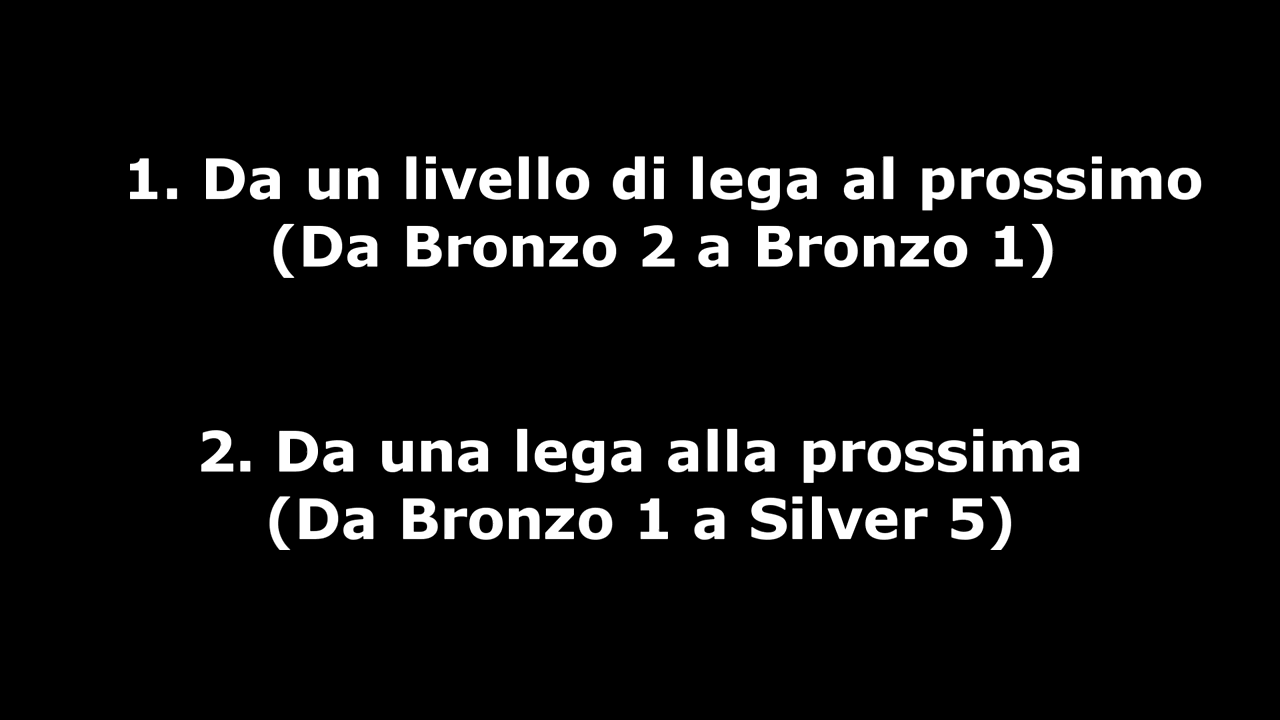 1. Da un livello di lega al prossimo
(Da Bronzo 2 a Bronzo 1)
2. Da una lega alla prossima
(Da Bronzo 1 a Silver 5)